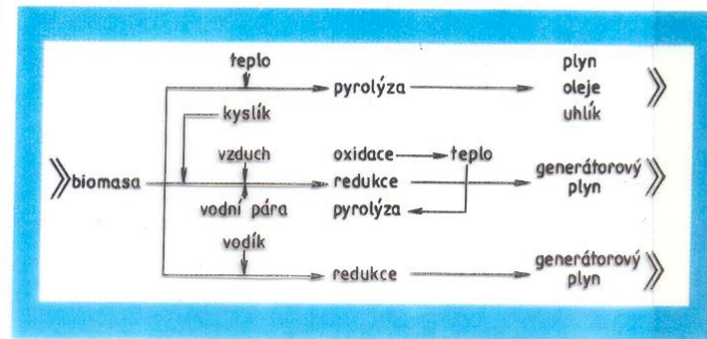 teplo
pyrolýza
plyn
oleje
uhlík
kyslík
vzduch
oxidace
teplo
biomasa
redukce
generátorový
plyn
vodní pára
pyrolýza
vodík
redukce
generátorový
plyn